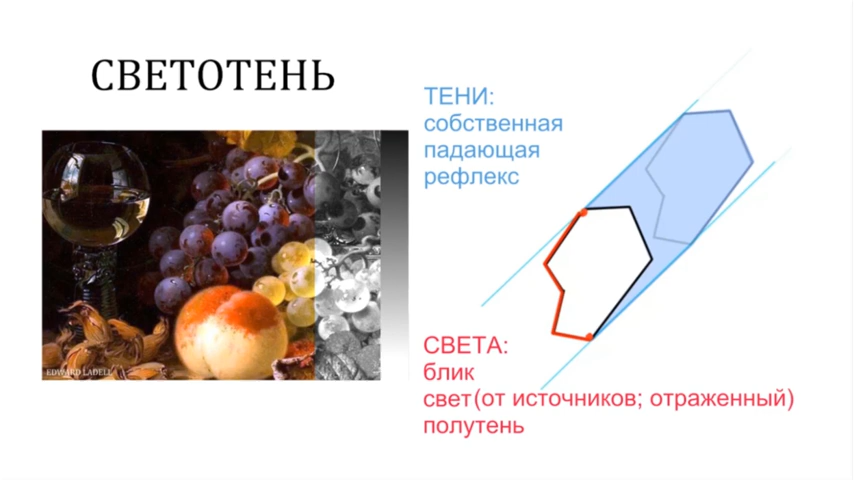 СВЕТОТЕНЬ
ТЕНИ:
собственная
падающая
рефлекс
EDWARD LADELL
СВЕТА:
блик
свет (от источников; отраженный)
полутень